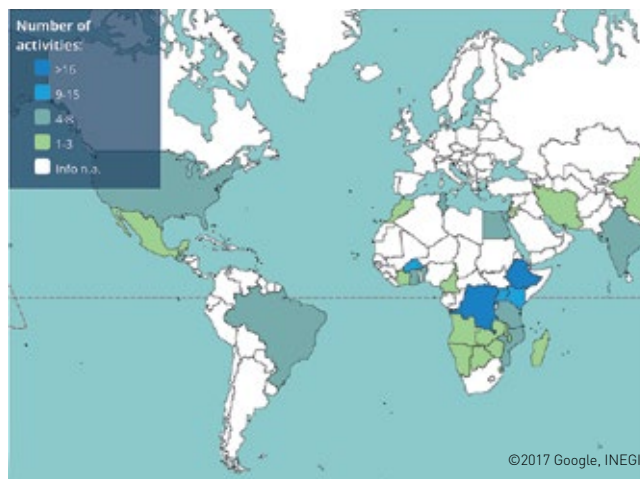 Number of
activities:
>16
9-15
4-8
1-3
Info n.a.
©2017 Google, INEGI